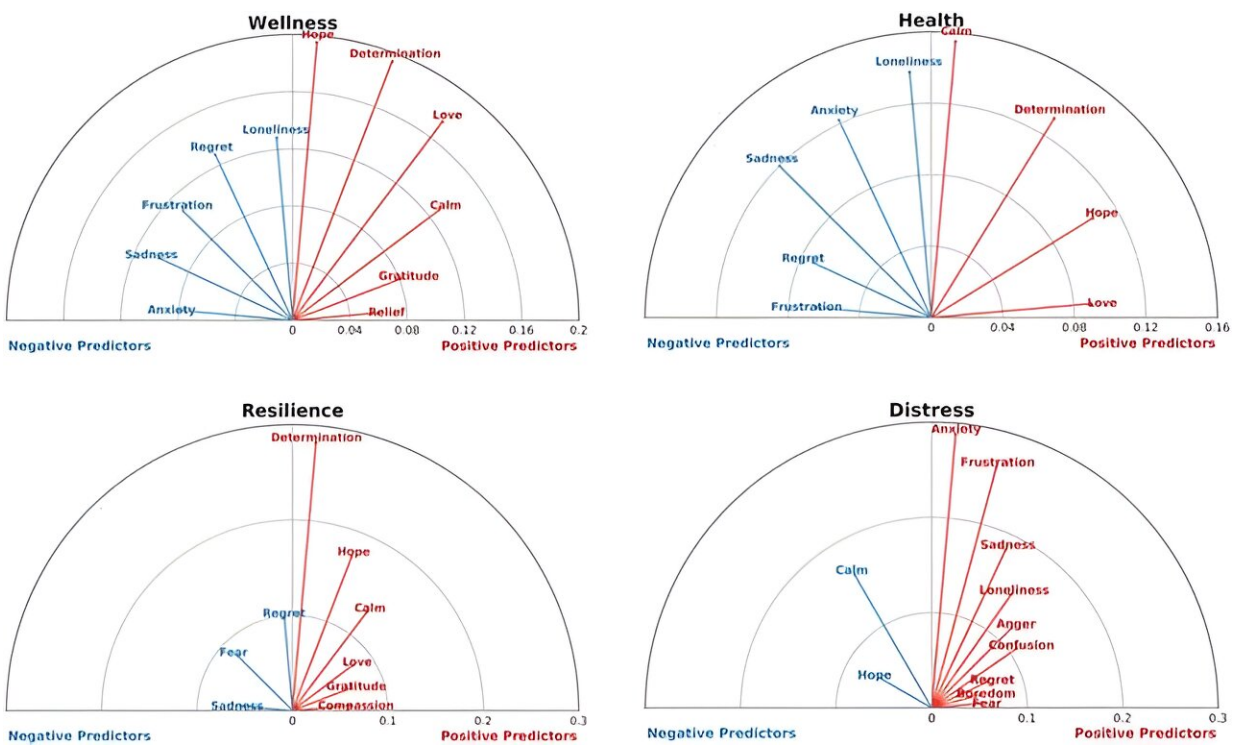 Wellness
Hope
Determination
Love
Loneliness
Regret
Frustration
Calm
Sadness
Gratitude
Anxiety
Relief
0 0.04 0.08 0.12 0.16 0.2
Negative Predictors
Positive Predictors
Health
Calm
Loneliness
Anxiety
Determination
Sadness
Hope
Regret
Frustration
Love
0 0.04 0.08 0.12 0.16
Negative Predictors
Positive Predictors
Resilience
Determination
Hope
Calm
Regret
Fear
Love
Gratitude
Sadness
Compassion
0 0.1 0.2 0.3
Negative Predictors
Positive Predictors
Distress
Anxiety
Frustration
Sadness
Calm
Loneliness
Anger
Confusion
Hope
Regret
Boredom
Fear
0 0.1 0.2 0.3
Negative Predictors
Positive Predictors